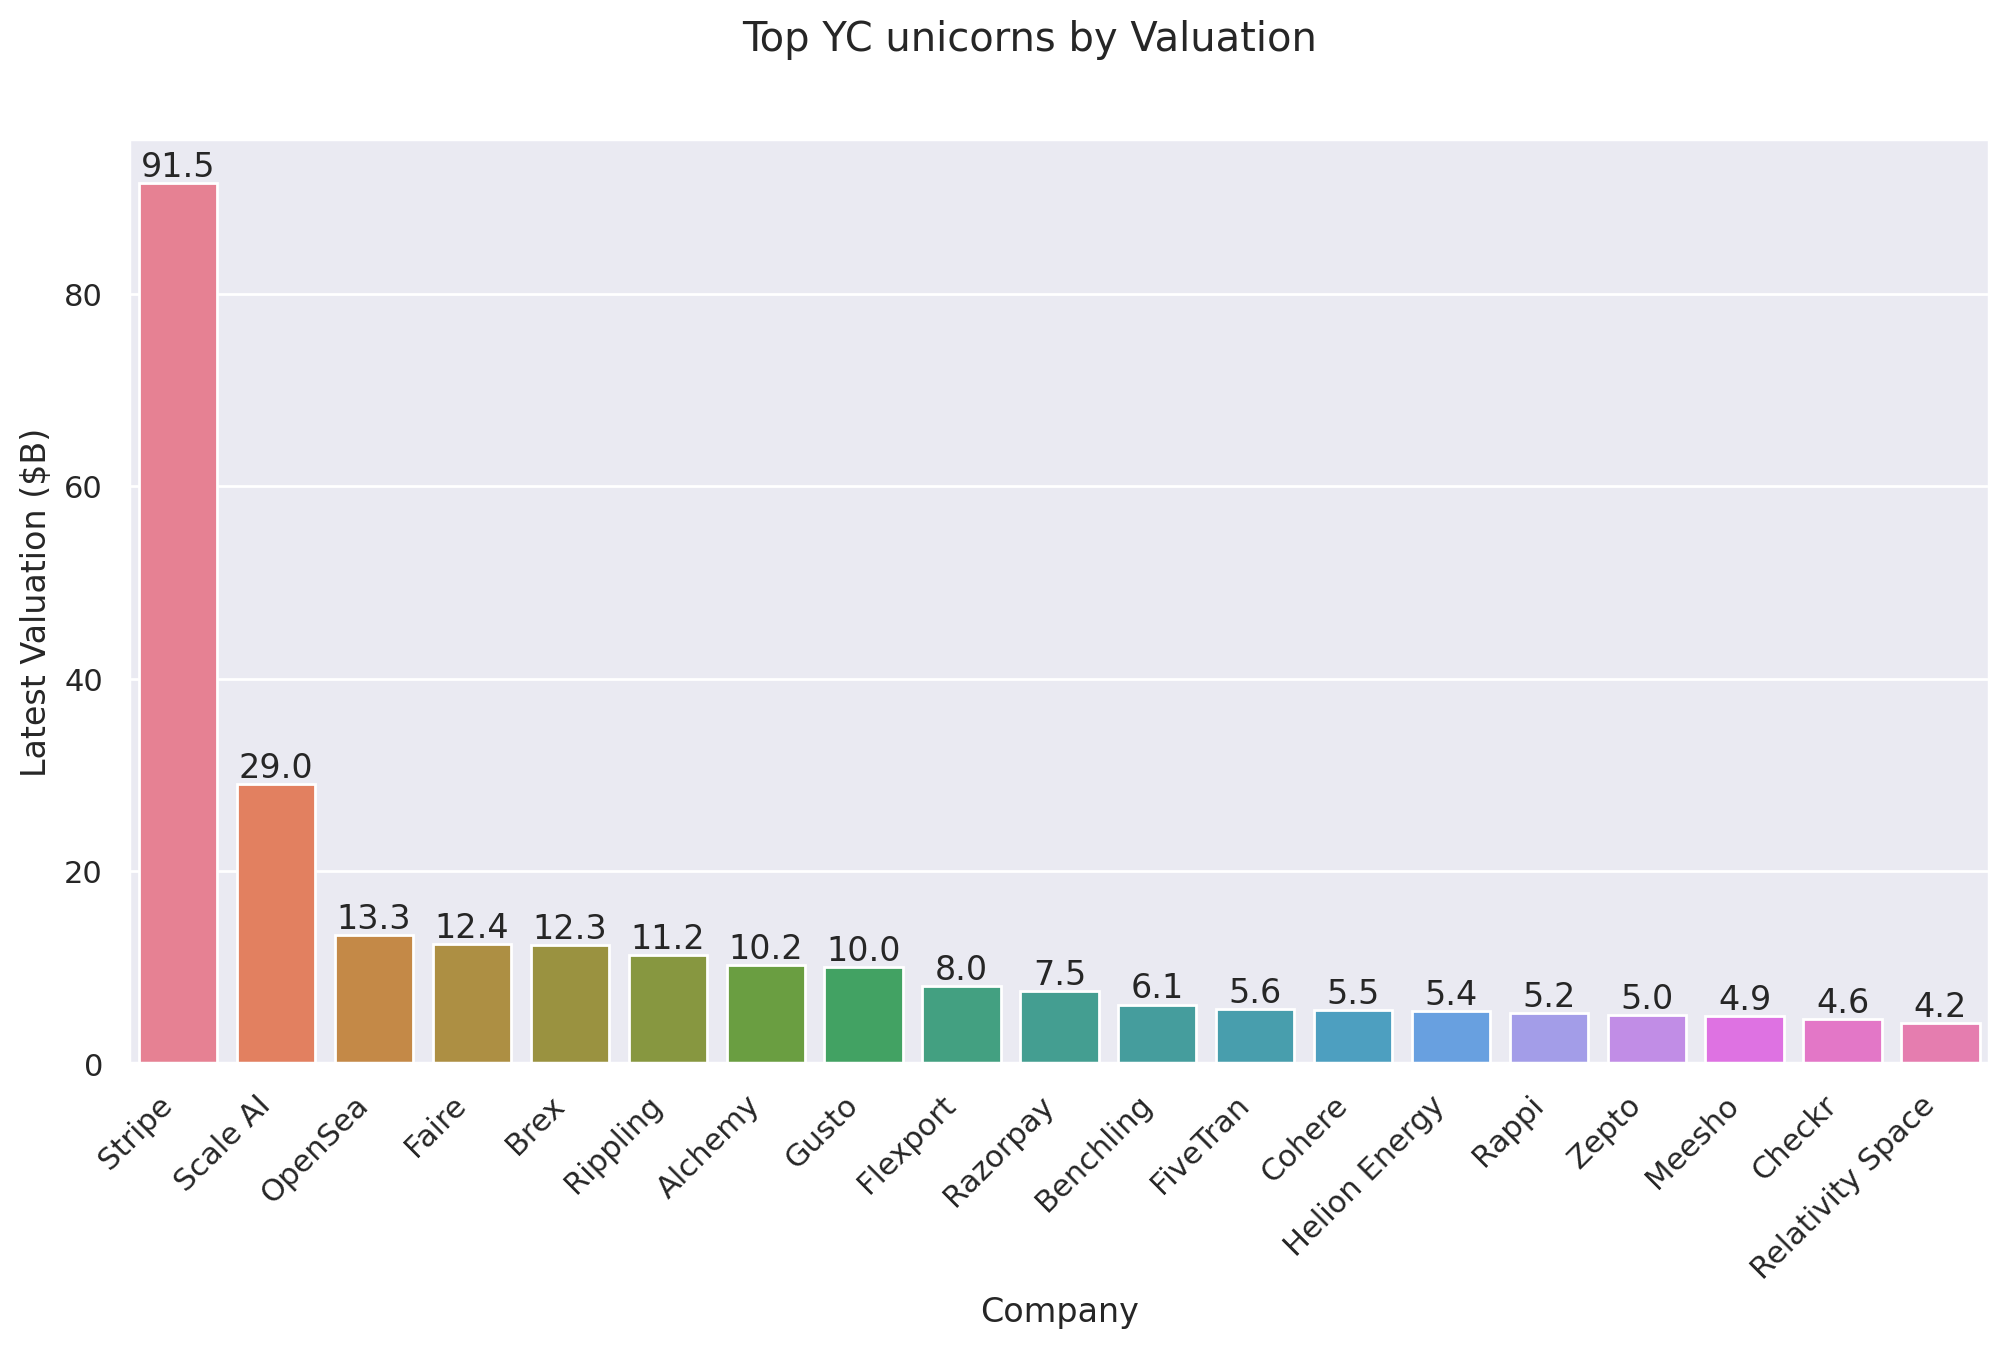 Top YC unicorns by Valuation
Latest Valuation ($B)
80
60
40
20
0
91.5
29.0
13.3
12.4
12.3
11.2
10.2
10.0
8.0
7.5
6.1
5.6
5.5
5.4
5.2
5.0
4.9
4.6
4.2
Stripe
Scale AI
OpenSea
Faire
Brex
Rippling
Alchemy
Gusto
Flexport
Razorpay
Benchling
FiveTran
Cohere
Helion Energy
Rappi
Zepto
Meesho
Checkr
Relativity Space
Company